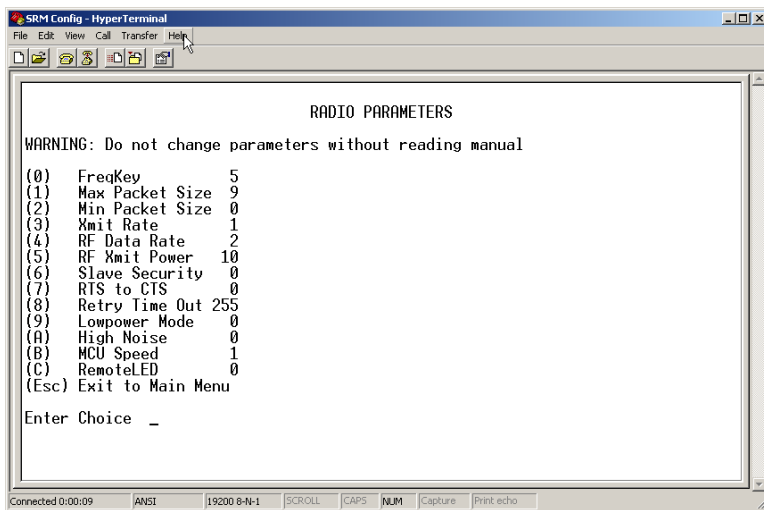 SRM Config - HyperTerminal
File Edit View Call Transfer Help
RADIO PARAMETERS
WARNING: Do not change parameters without reading manual
(0) FreqKey 5
(1) Max Packet Size 9
(2) Min Packet Size 0
(3) Xmit Rate 1
(4) RF Data Rate 2
(5) RF Xmit Power 10
(6) Slave Security 0
(7) RTS to CTS 0
(8) Retry Time Out 255
(9) Lowpower Mode 0
(A) High Noise 0
(B) MCU Speed 1
(C) RemoteLED 0
(Esc) Exit to Main Menu
Enter Choice _
Connected 0:00:09 ANSI 19200 8-N-1 SCROLL CAPS NUM Capture Print echo